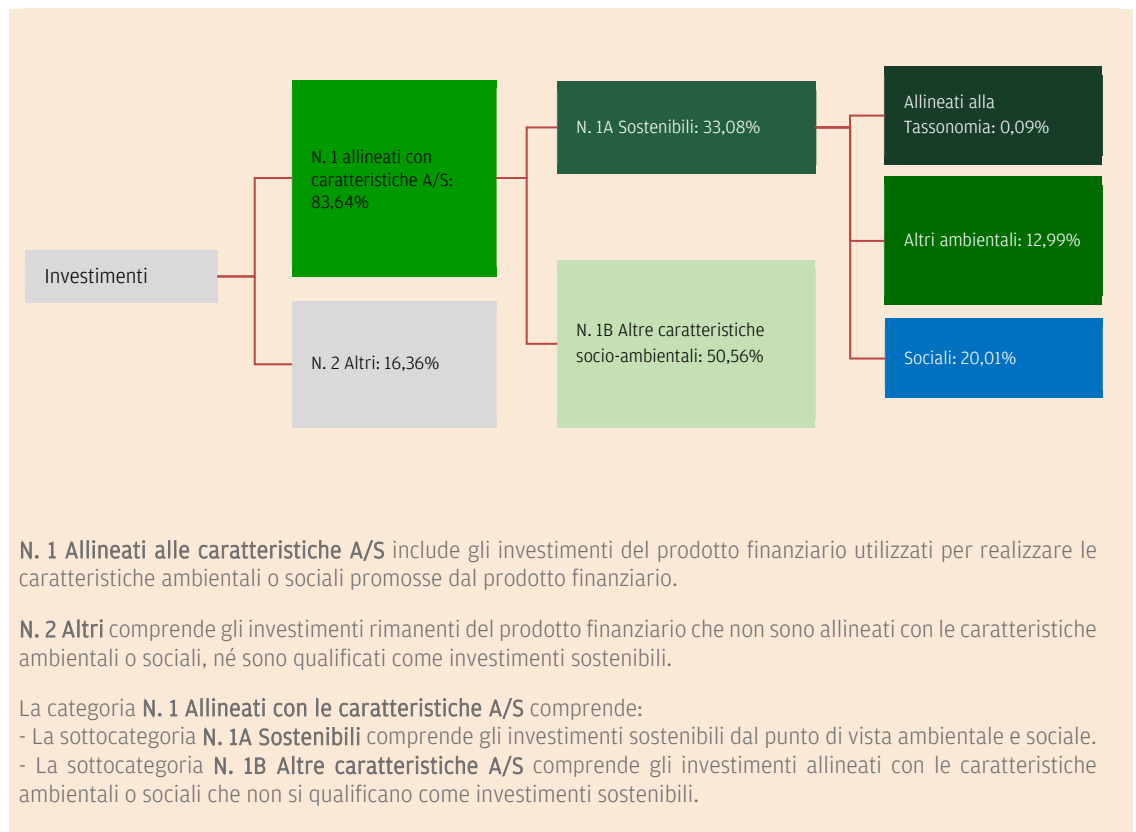 Investimenti
N. 1 allineati con
caratteristiche A/S:
83,64%
N. 2 Altri: 16,36%
N. 1A Sostenibili: 33,08%
N. 1B Altre caratteristiche
socio-ambientali: 50,56%
Allineati alla
Tassonomia: 0,09%
Altri ambientali: 12,99%
Sociali: 20,01%
N. 1 Allineati alle caratteristiche A/S include gli investimenti del prodotto finanziario utilizzati per realizzare le
caratteristiche ambientali o sociali promosse dal prodotto finanziario.
N. 2 Altri comprende gli investimenti rimanenti del prodotto finanziario che non sono allineati con le caratteristiche
ambientali o sociali, né sono qualificati come investimenti sostenibili.
La categoria N. 1 Allineati con le caratteristiche A/S comprende:
- La sottocategoria N. 1A Sostenibili comprende gli investimenti sostenibili dal punto di vista ambientale e sociale.
- La sottocategoria N. 1B Altre caratteristiche A/S comprende gli investimenti allineati con le caratteristiche
ambientali o sociali che non si qualificano come investimenti sostenibili.